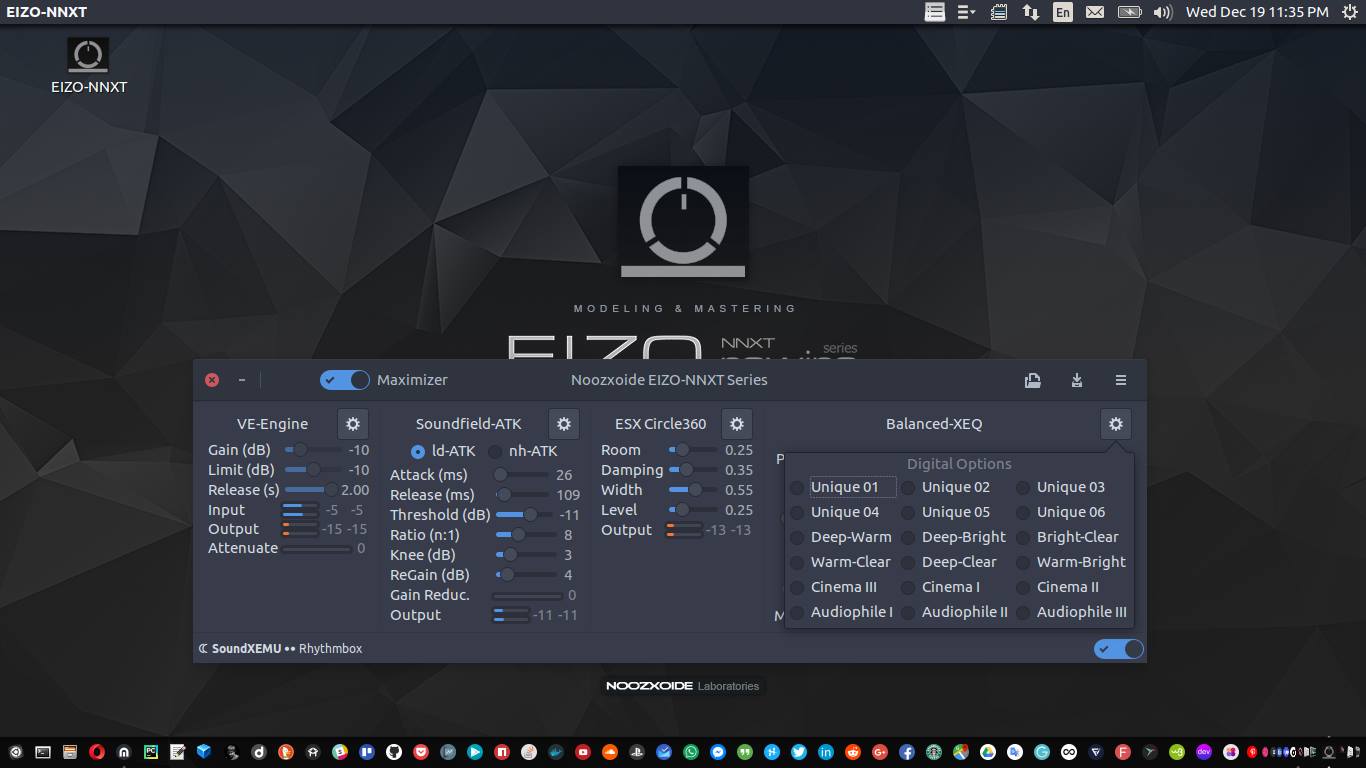 EIZO-NNXT
En
Wed Dec 19 11:35 PM
EIZO-NNXT
MODELING & MASTERING
EIZO
NNXT
series
Maximizer
Noozxoide EIZO-NNXT Series
VE-Engine
Gain (dB) -10
Limit (dB) -10
Release (s) 2.00
Input -5 -5
Output -15 -15
Attenuate 0
Soundfield-ATK
ld-ATK nh-ATK
Attack (ms) 26
Release (ms) 109
Threshold (dB) -11
Ratio (n:1) 8
Knee (dB) 3
ReGain (dB) 4
Gain Reduc. 0
Output -11 -11
ESX Circle360
Room 0.25
Damping 0.35
Width 0.55
Level 0.25
Output -13 -13
Balanced-XEQ
P
M
Digital Options
Unique 01 Unique 02 Unique 03
Unique 04 Unique 05 Unique 06
Deep-Warm Deep-Bright Bright-Clear
Warm-Clear Deep-Clear Warm-Bright
Cinema III Cinema I Cinema II
Audiophile I Audiophile II Audiophile III
SoundXEMU •• Rhythmbox
NOOZXOIDE Laboratories